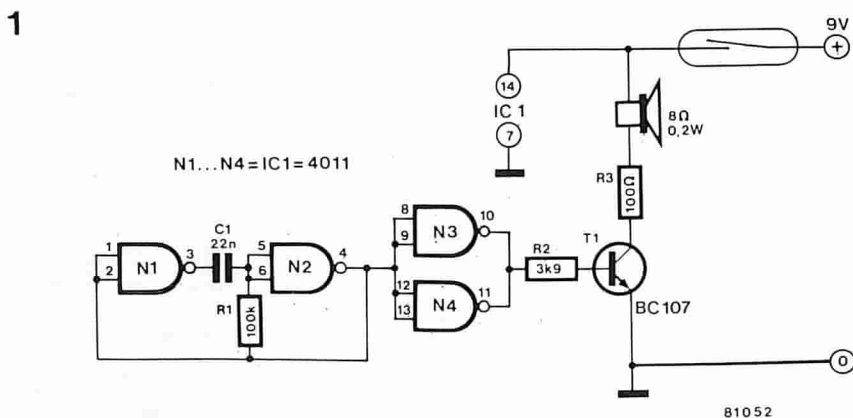 1
9V
+
14
IC 1
7
8Ω
0,2W
R3
100Ω
N1...N4=IC1=4011
C1
22n
1
2
N1
3
5
6
N2
4
8
9
N3
10
12
13
N4
11
R1
100k
R2
3k9
T1
BC107
0
81052